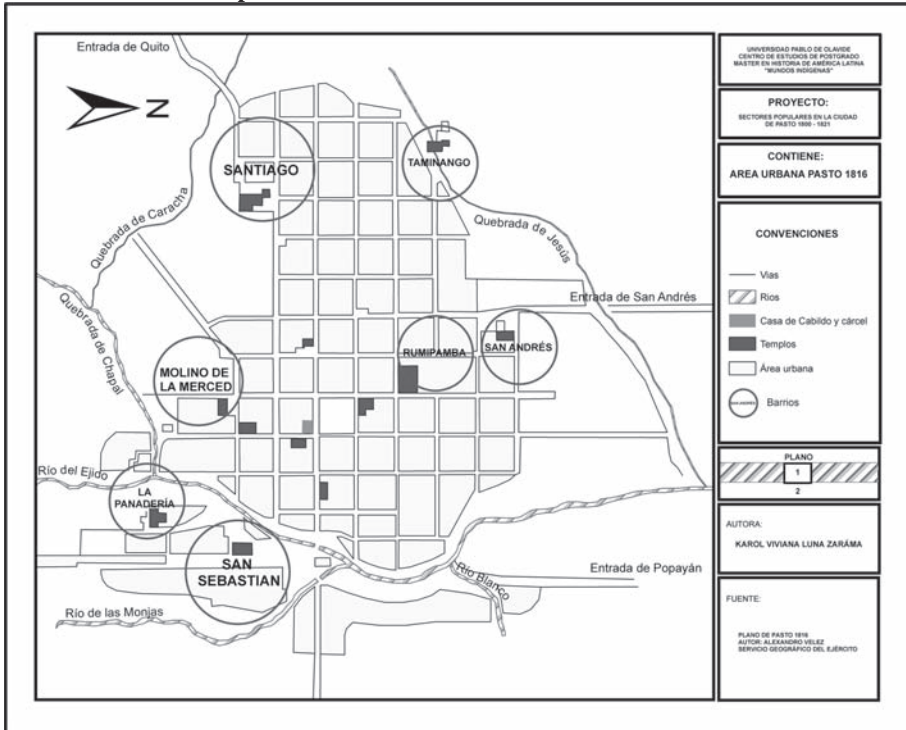 Entrada de Quito
N
SANTIAGO
TAMINANGO
Quebrada de Caracha
Quebrada de Jesús
Quebrada de Chapal
Entrada de San Andrés
RUMIPAMBA
SAN ANDRÉS
MOLINO DE
LA MERCED
Río del Ejido
LA
PANADERÍA
SAN
SEBASTIAN
Río de las Monjas
Río Blanco
Entrada de Popayán
UNIVERSIDAD PABLO DE OLAVIDE
CENTRO DE ESTUDIOS DE POSTGRADO
MASTER EN HISTORIA DE AMÉRICA LATINA
"MUNDOS INDÍGENAS"
PROYECTO:
SECTORES POPULARES EN LA CIUDAD
DE PASTO 1800 - 1821
CONTIENE:
AREA URBANA PASTO 1816
CONVENCIONES
Vias
Rios
Casa de Cabildo y cárcel
Templos
Área urbana
SAN ANDRÉS
Barrios
PLANO
1
2
AUTORA:
KAROL VIVIANA LUNA ZARÁMA
FUENTE:
PLANO DE PASTO 1816
AUTOR: ALEXANDRO VELEZ
SERVICIO GEOGRÁFICO DEL EJÉRCITO